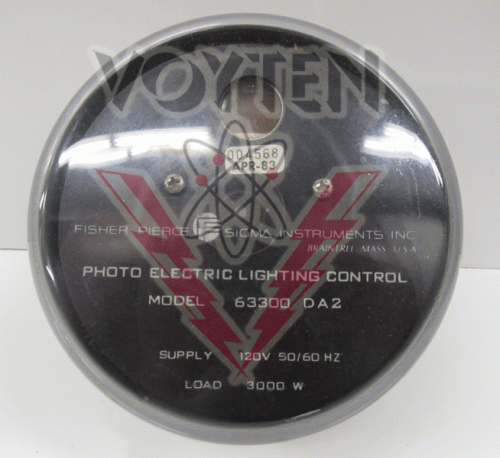 VOYTEN
004568
APR-83
FISHER PIERCE SIGMA INSTRUMENTS INC.
BRAINTREE MASS. U.S.A
PHOTO ELECTRIC LIGHTING CONTROL
MODEL 63300 DA2
SUPPLY 120V 50/60 HZ
LOAD 3000 W